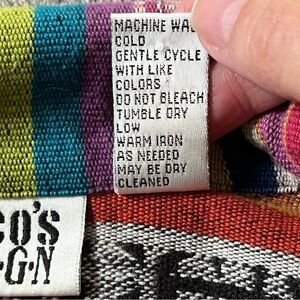 MACHINE WA
COLD
GENTLE CYCLE
WITH LIKE
COLORS
DO NOT BLEACH
TUMBLE DRY
LOW
WARM IRON
AS NEEDED
MAY BE DRY
CLEANED
CO'S
G·N